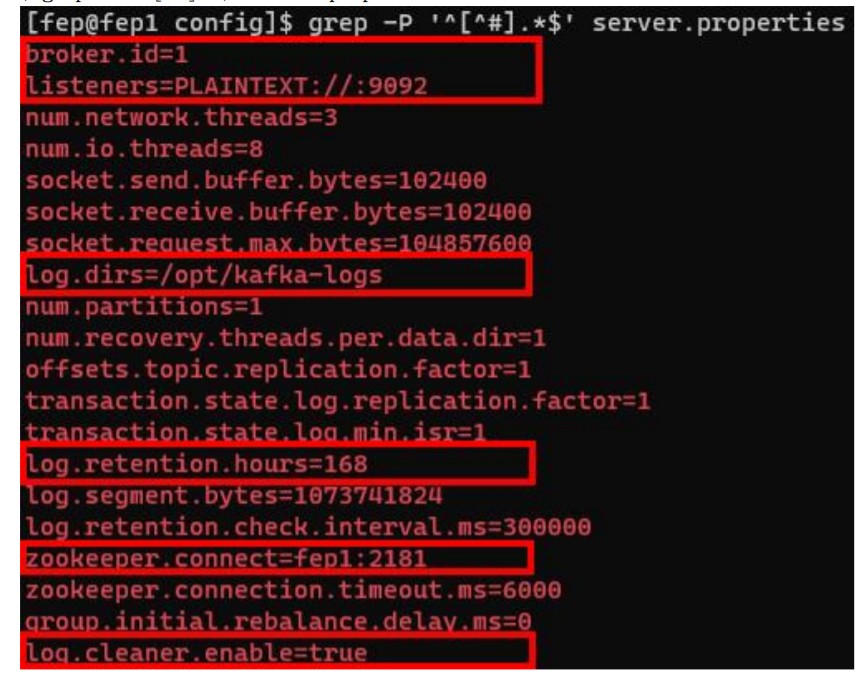 [fep@fep1 config]$ grep -P '^[^#].*$' server.properties
broker.id=1
listeners=PLAINTEXT://:9092
num.network.threads=3
num.io.threads=8
socket.send.buffer.bytes=102400
socket.receive.buffer.bytes=102400
socket.request.max.bytes=104857600
log.dirs=/opt/kafka-logs
num.partitions=1
num.recovery.threads.per.data.dir=1
offsets.topic.replication.factor=1
transaction.state.log.replication.factor=1
transaction.state.log.min.isr=1
log.retention.hours=168
log.segment.bytes=1073741824
log.retention.check.interval.ms=300000
zookeeper.connect=fep1:2181
zookeeper.connection.timeout.ms=6000
group.initial.rebalance.delay.ms=0
log.cleaner.enable=true